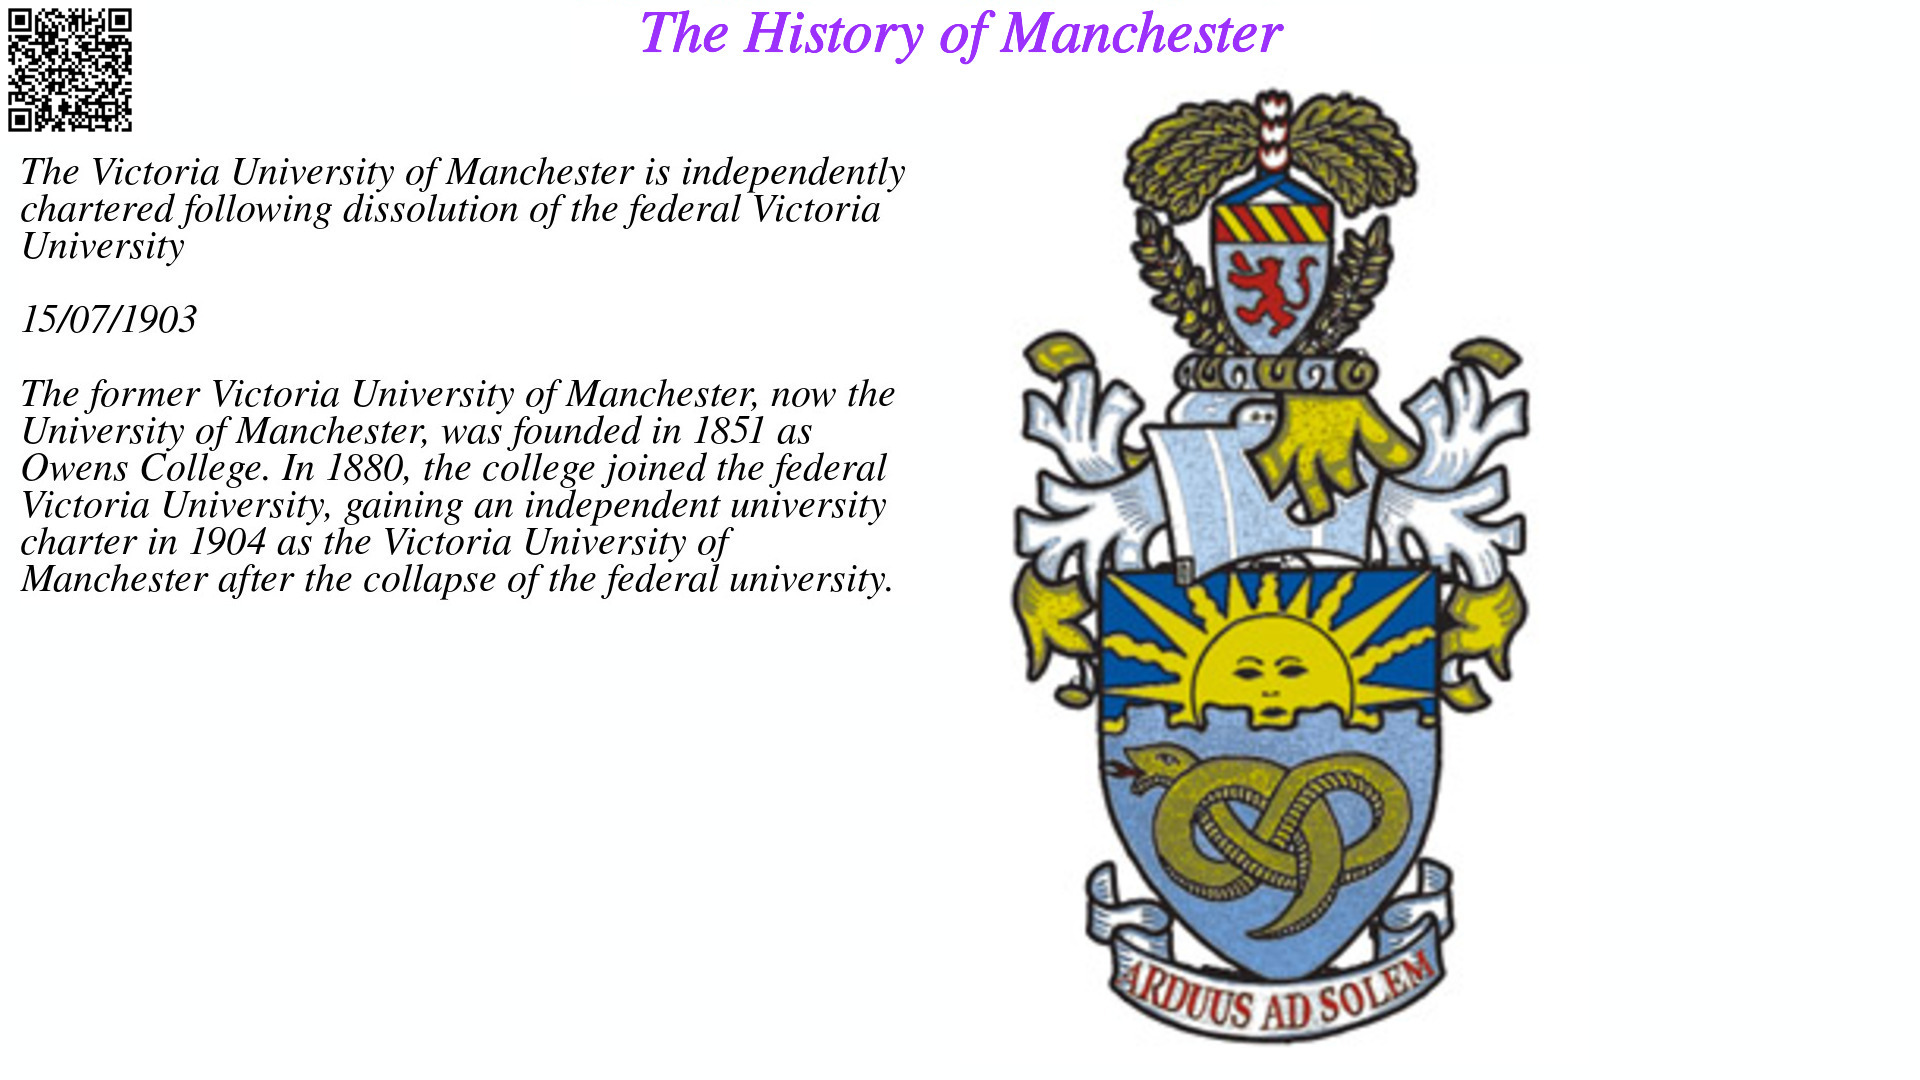 The History of Manchester
The Victoria University of Manchester is independently
chartered following dissolution of the federal Victoria
University
15/07/1903
The former Victoria University of Manchester, now the
University of Manchester, was founded in 1851 as
Owens College. In 1880, the college joined the federal
Victoria University, gaining an independent university
charter in 1904 as the Victoria University of
Manchester after the collapse of the federal university.
ARDUUS AD SOLEM